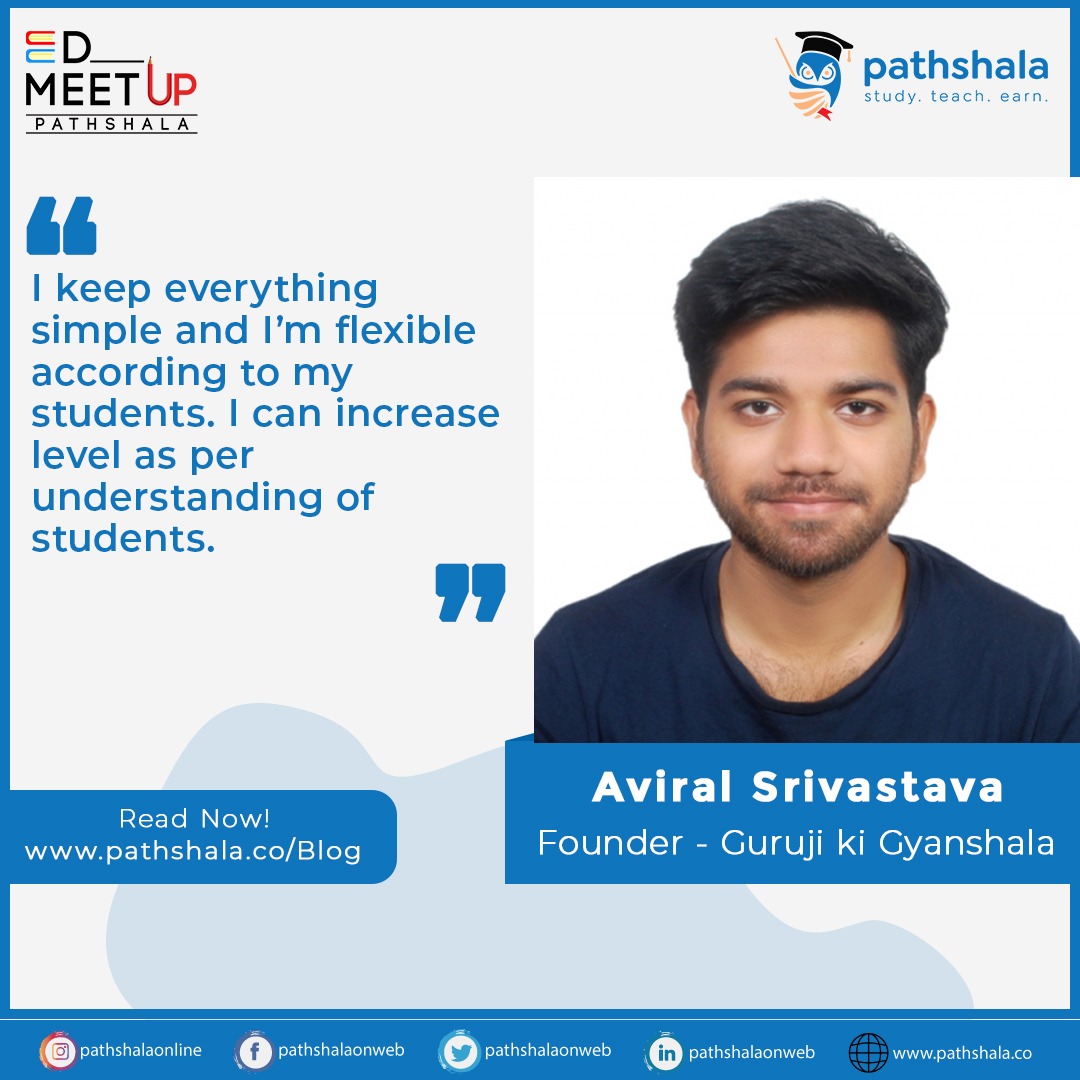 ED
MEETUP
PATHSHALA
pathshala
study. teach. earn.
“
I keep everything
simple and I’m flexible
according to my
students. I can increase
level as per
understanding of
students.
”
Aviral Srivastava
Founder - Guruji ki Gyanshala
Read Now!
www.pathshala.co/Blog
pathshalaonline
pathshalaonweb
pathshalaonweb
pathshalaonweb
www.pathshala.co